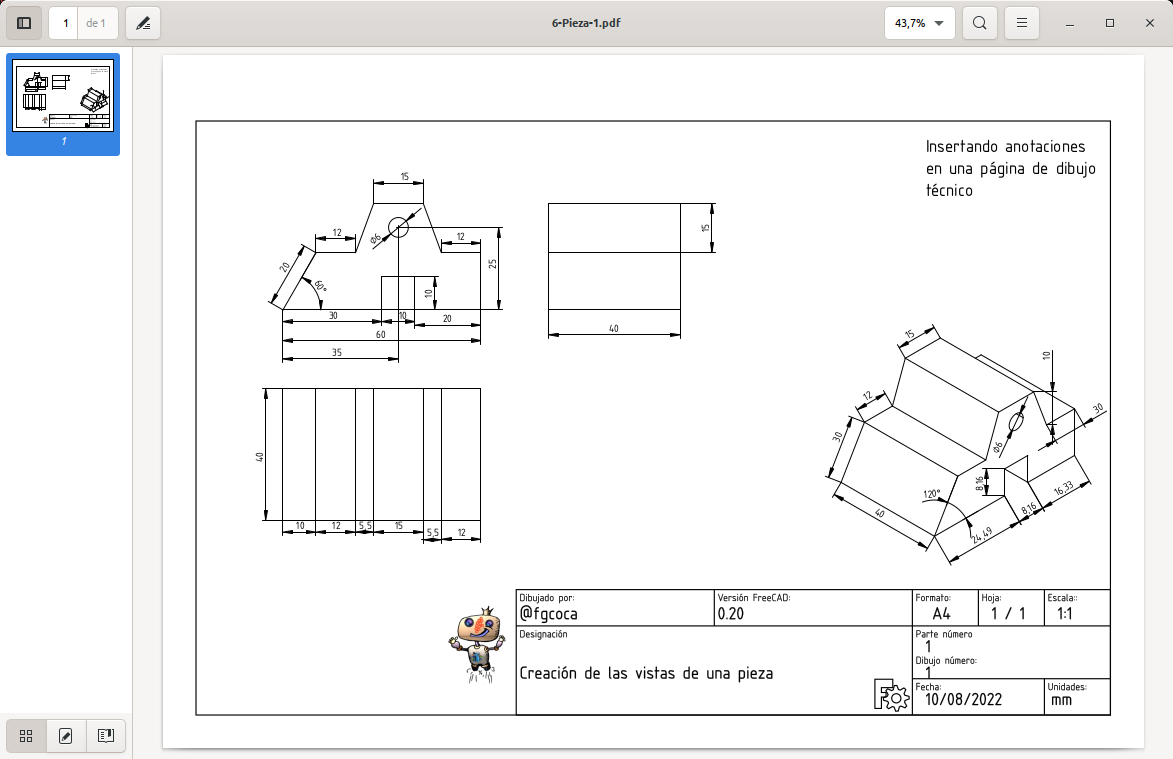 6-Pieza-1.pdf
1
de 1
43,7%
1
Insertando anotaciones
en una página de dibujo
técnico
15
12
Ø6
12
20
60°
25
10
30
10
20
60
35
15
40
40
10
12
5,5
15
5,5
12
15
12
30
40
120°
Ø6
10
30
8,16
24,49
8,16
16,33
Dibujado por:
@fgcoca
Versión FreeCAD:
0.20
Formato:
A4
Hoja:
1 / 1
Escala::
1:1
Designación
Creación de las vistas de una pieza
Parte número
1
Dibujo número:
1
Fecha:
10/08/2022
Unidades:
mm